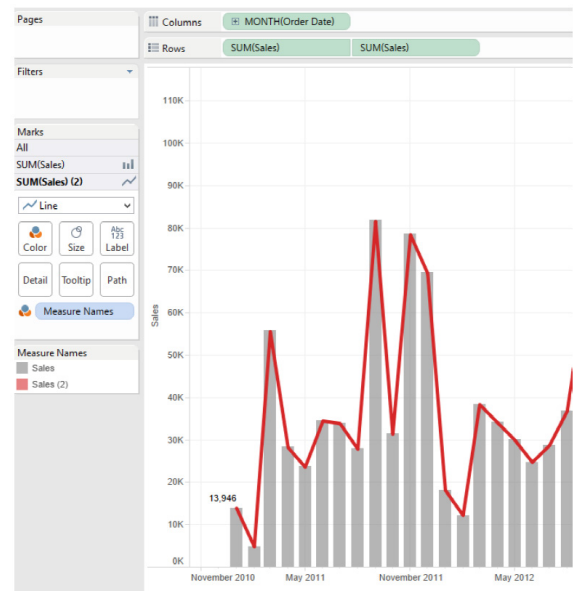 Pages
Columns
MONTH(Order Date)
Rows
SUM(Sales) SUM(Sales)
Filters
Marks
All
SUM(Sales)
SUM(Sales) (2)
Line
Color Size Abc 123 Label
Detail Tooltip Path
Measure Names
Measure Names
Sales
Sales (2)
110K
100K
90K
80K
70K
60K
50K
40K
30K
20K
10K
0K
Sales
13,946
November 2010 May 2011 November 2011 May 2012